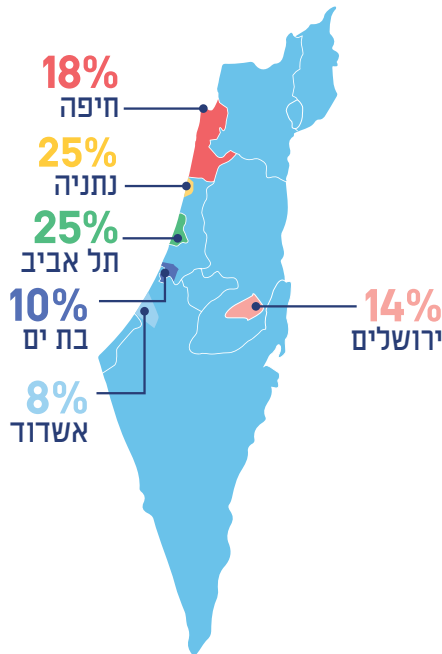 18%
חיפה
25%
נתניה
25%
תל אביב
10%
בת ים
14%
ירושלים
8%
אשדוד